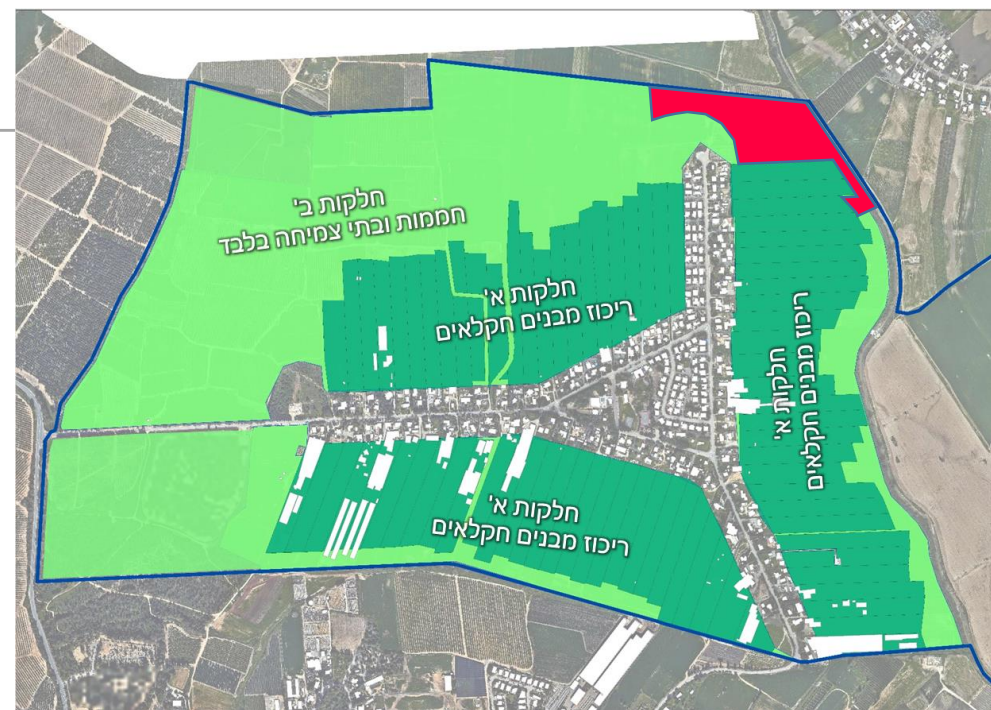 חלקות ב'
חממות ובתי צמיחה בלבד
חלקות א'
ריכוז מבנים חקלאים
חלקות א'
ריכוז מבנים חקלאים
חלקות א'
ריכוז מבנים חקלאים